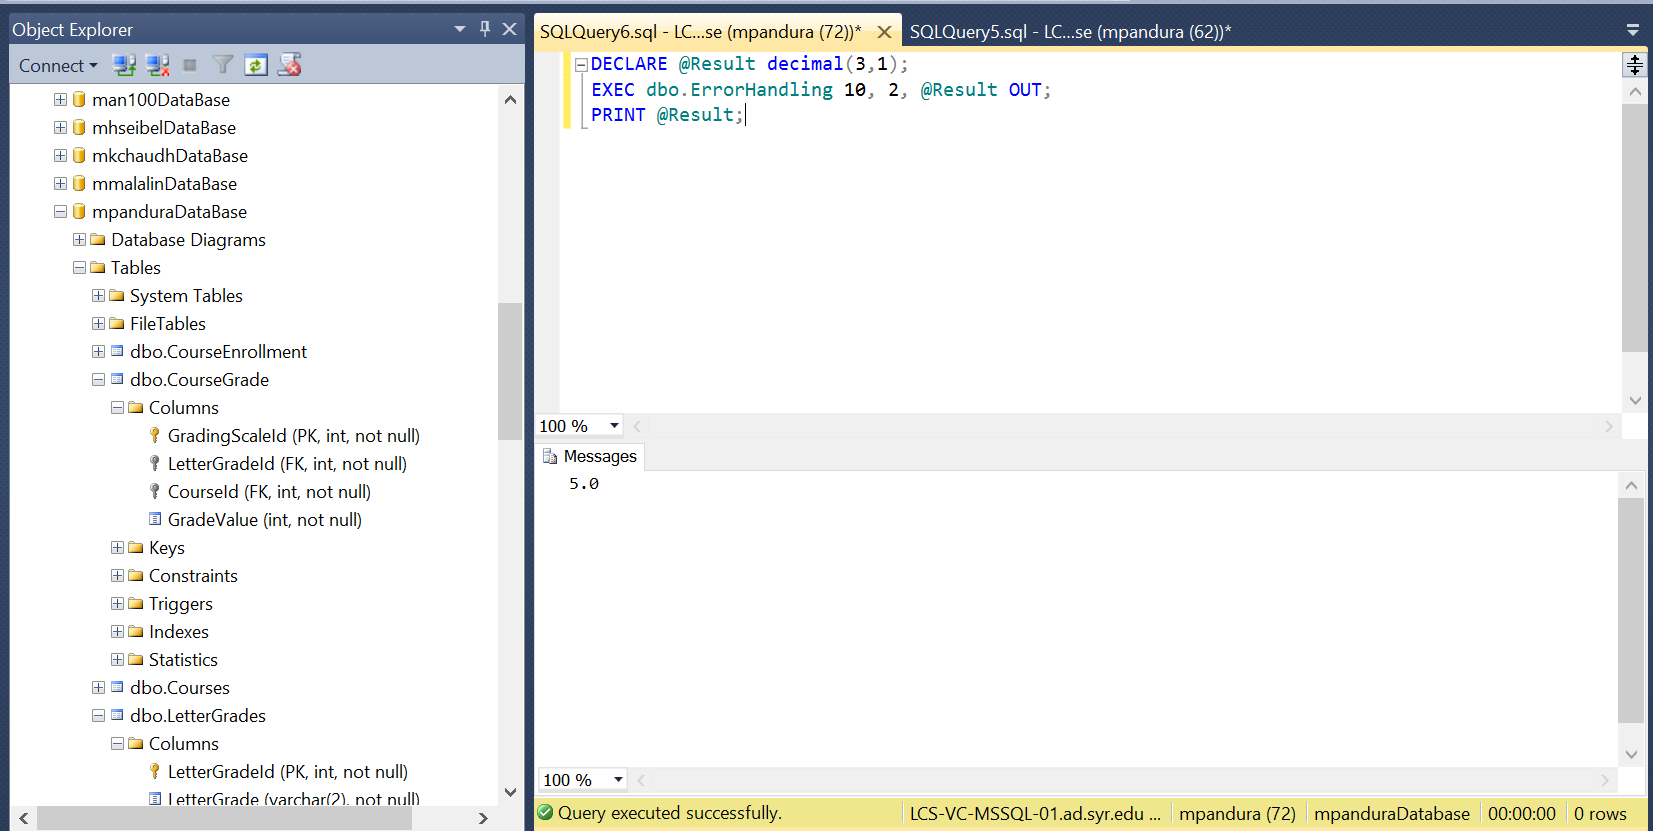 Object Explorer
Connect
man100DataBase
mhseibelDataBase
mkchaudhDataBase
mmalalinDataBase
mpanduraDataBase
Database Diagrams
Tables
System Tables
FileTables
dbo.CourseEnrollment
dbo.CourseGrade
Columns
GradingScaleId (PK, int, not null)
LetterGradeId (FK, int, not null)
CourseId (FK, int, not null)
GradeValue (int, not null)
Keys
Constraints
Triggers
Indexes
Statistics
dbo.Courses
dbo.LetterGrades
Columns
LetterGradeId (PK, int, not null)
LetterGrade (varchar(2), not null)
SQLQuery6.sql - LC...se (mpandura (72))*
SQLQuery5.sql - LC...se (mpandura (62))*
DECLARE @Result decimal(3,1);
EXEC dbo.ErrorHandling 10, 2, @Result OUT;
PRINT @Result;
100 %
Messages
5.0
100 %
Query executed successfully.
LCS-VC-MSSQL-01.ad.syr.edu ...
mpandura (72)
mpanduraDatabase
00:00:00
0 rows